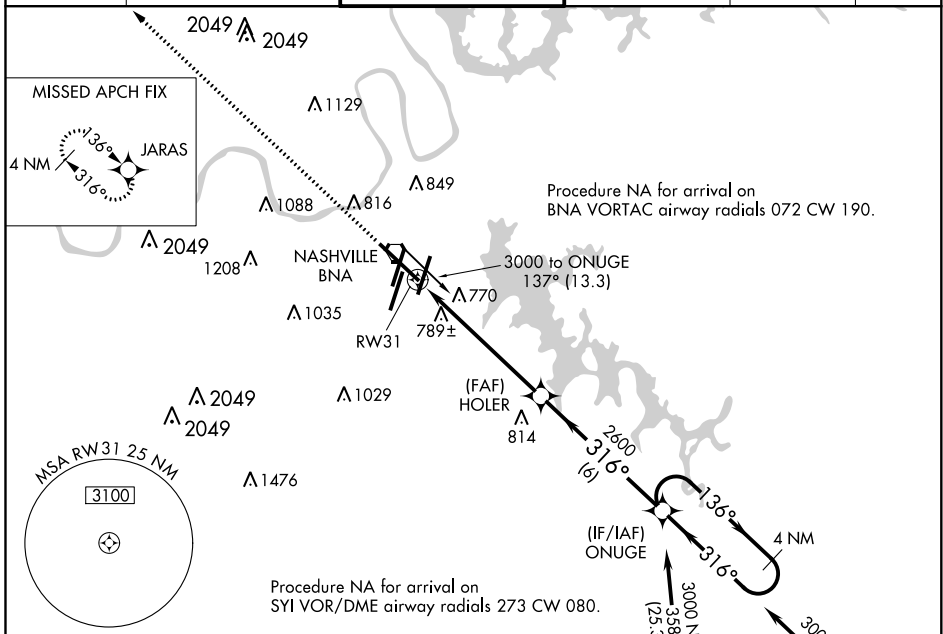 2049
2049
MISSED APCH FIX
136°
JARAS
4 NM
316°
1129
849
1088
816
Procedure NA for arrival on
BNA VORTAC airway radials 072 CW 190.
2049
1208
NASHVILLE
BNA
3000 to ONUGE
137° (13.3)
770
1035
789±
RW31
2049
2049
1029
(FAF)
HOLER
814
2600
316°
(6)
MSA RW31 25 NM
3100
1476
136°
(IF/IAF)
ONUGE
4 NM
316°
Procedure NA for arrival on
SYI VOR/DME airway radials 273 CW 080.
3000 N